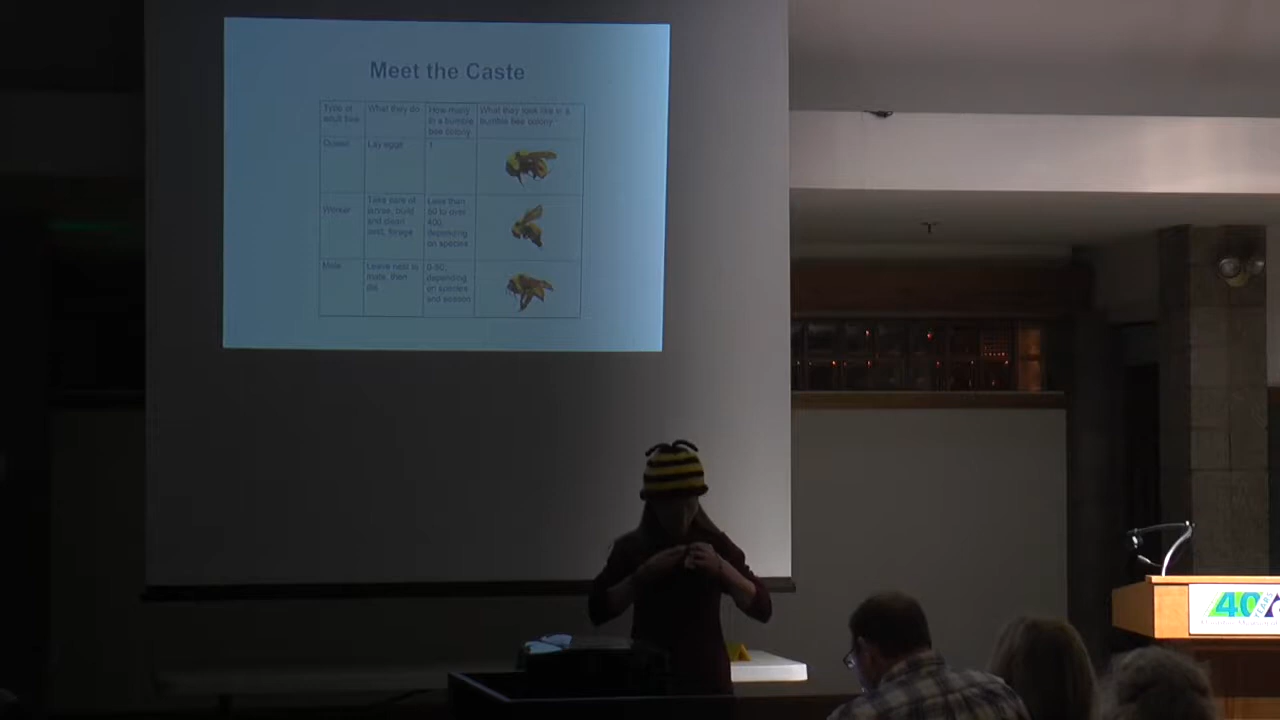 Meet the Caste
Type of
adult bee
What they do
How many
in a bumble
bee colony
What they look like in a
bumble bee colony
Queen
Lay eggs
1
Worker
Take care of
larvae, build
and clean
nest, forage
Less than
50 to over
400,
depending
on species
Male
Leave nest to
mate, then
die
0-50,
depending
on species
and season
40
YEARS